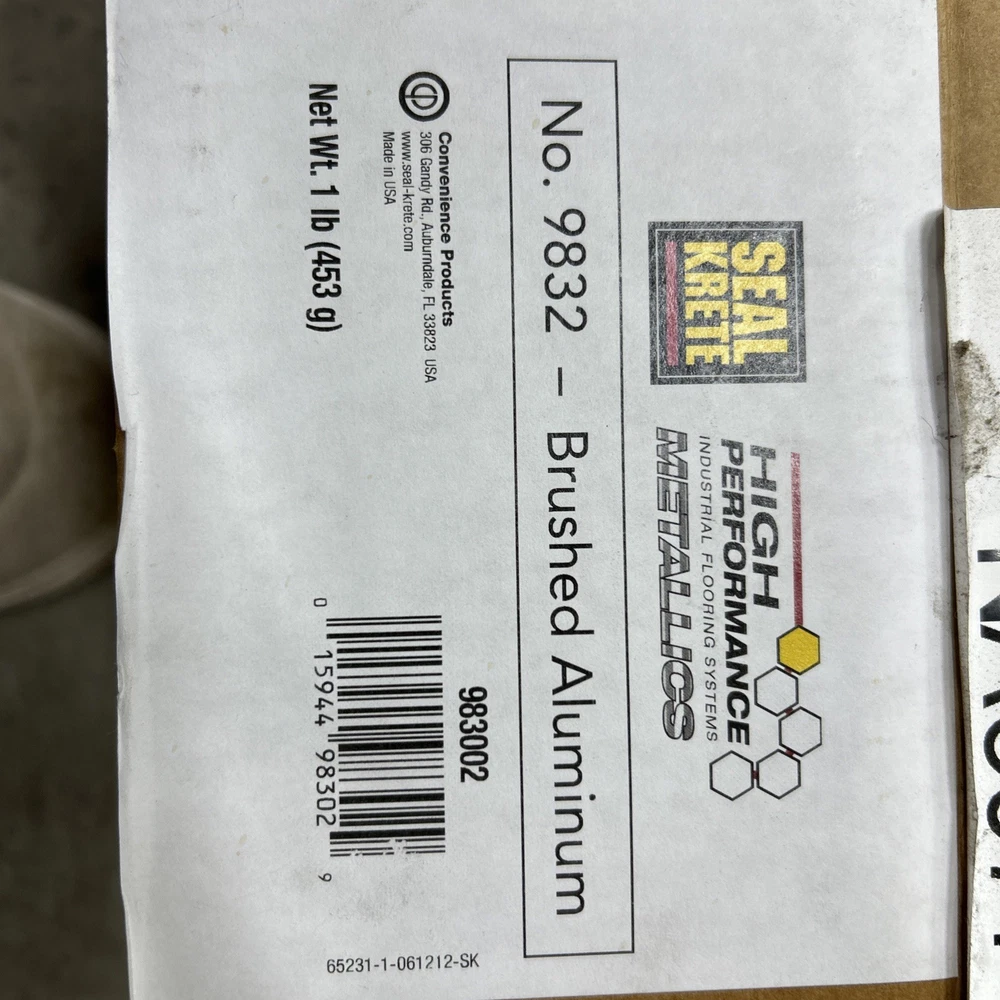 SEAL
KRETE
HIGH
PERFORMANCE
INDUSTRIAL FLOORING SYSTEMS
METALLICS
No. 9832 – Brushed Aluminum
Convenience Products
306 Gandy Rd., Auburndale, FL 33823 USA
www.seal-krete.com
Made in USA
Net Wt. 1 lb (453 g)
983002
0 15944 98302 9
65231-1-061212-SK